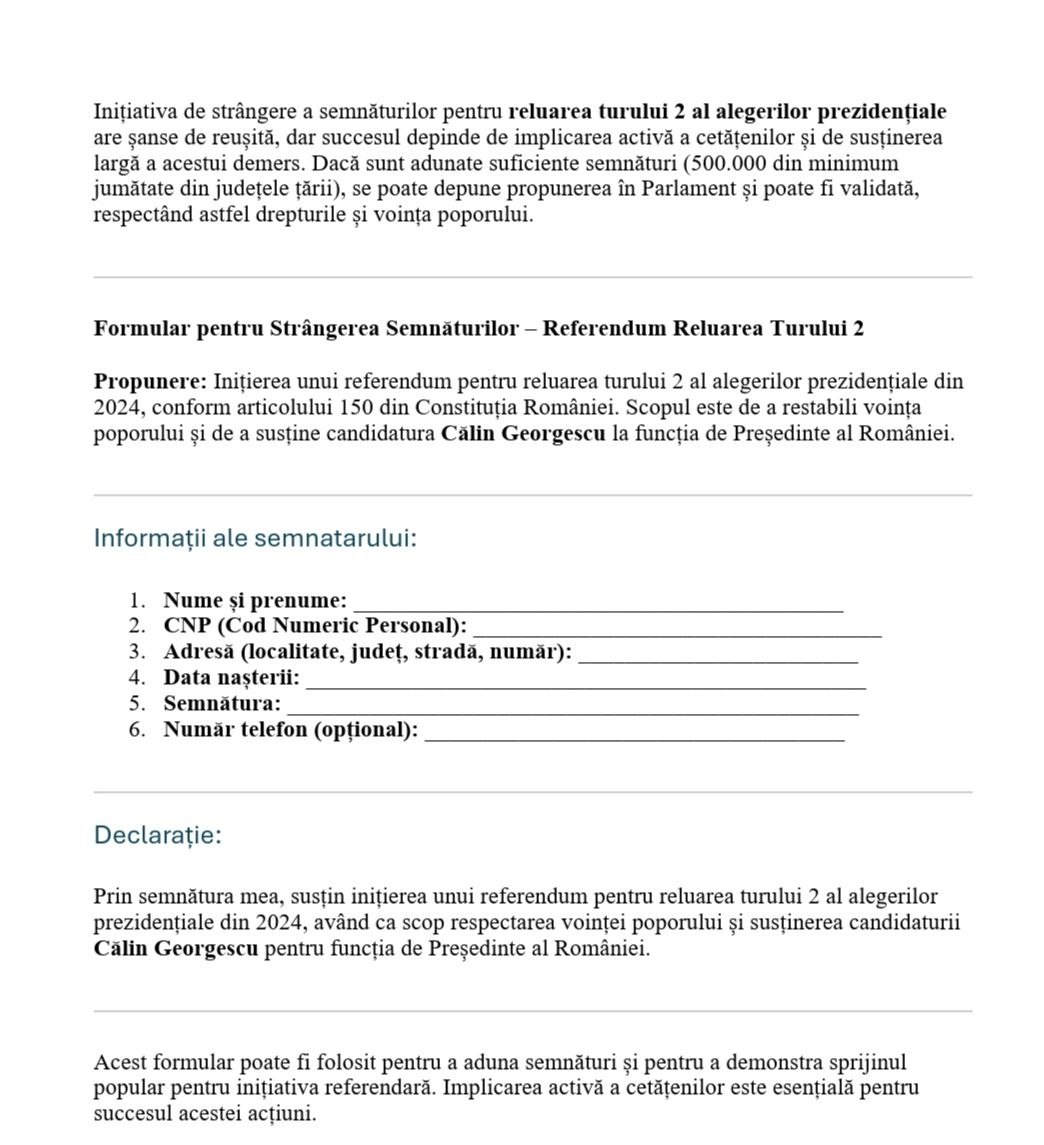 Inițiativa de strângere a semnăturilor pentru reluarea turului 2 al alegerilor prezidențiale
are șanse de reușită, dar succesul depinde de implicarea activă a cetățenilor și de susținerea
largă a acestui demers. Dacă sunt adunate suficiente semnături (500.000 din minimum
jumătate din județele țării), se poate depune propunerea în Parlament și poate fi validată,
respectând astfel drepturile și voința poporului.
Formular pentru Strângerea Semnăturilor – Referendum Reluarea Turului 2
Propunere: Inițierea unui referendum pentru reluarea turului 2 al alegerilor prezidențiale din
2024, conform articolului 150 din Constituția României. Scopul este de a restabili voința
poporului și de a susține candidatura Călin Georgescu la funcția de Președinte al României.
Informații ale semnatarului:
1. Nume și prenume: ____________________
2. CNP (Cod Numeric Personal): ____________________
3. Adresă (localitate, județ, stradă, număr): ____________________
4. Data nașterii: ____________________
5. Semnătura: ____________________
6. Număr telefon (opțional): ____________________
Declarație:
Prin semnătura mea, susțin inițierea unui referendum pentru reluarea turului 2 al alegerilor
prezidențiale din 2024, având ca scop respectarea voinței poporului și susținerea candidaturii
Călin Georgescu pentru funcția de Președinte al României.
Acest formular poate fi folosit pentru a aduna semnături și pentru a demonstra sprijinul
popular pentru inițiativa referendară. Implicarea activă a cetățenilor este esențială pentru
succesul acestei acțiuni.